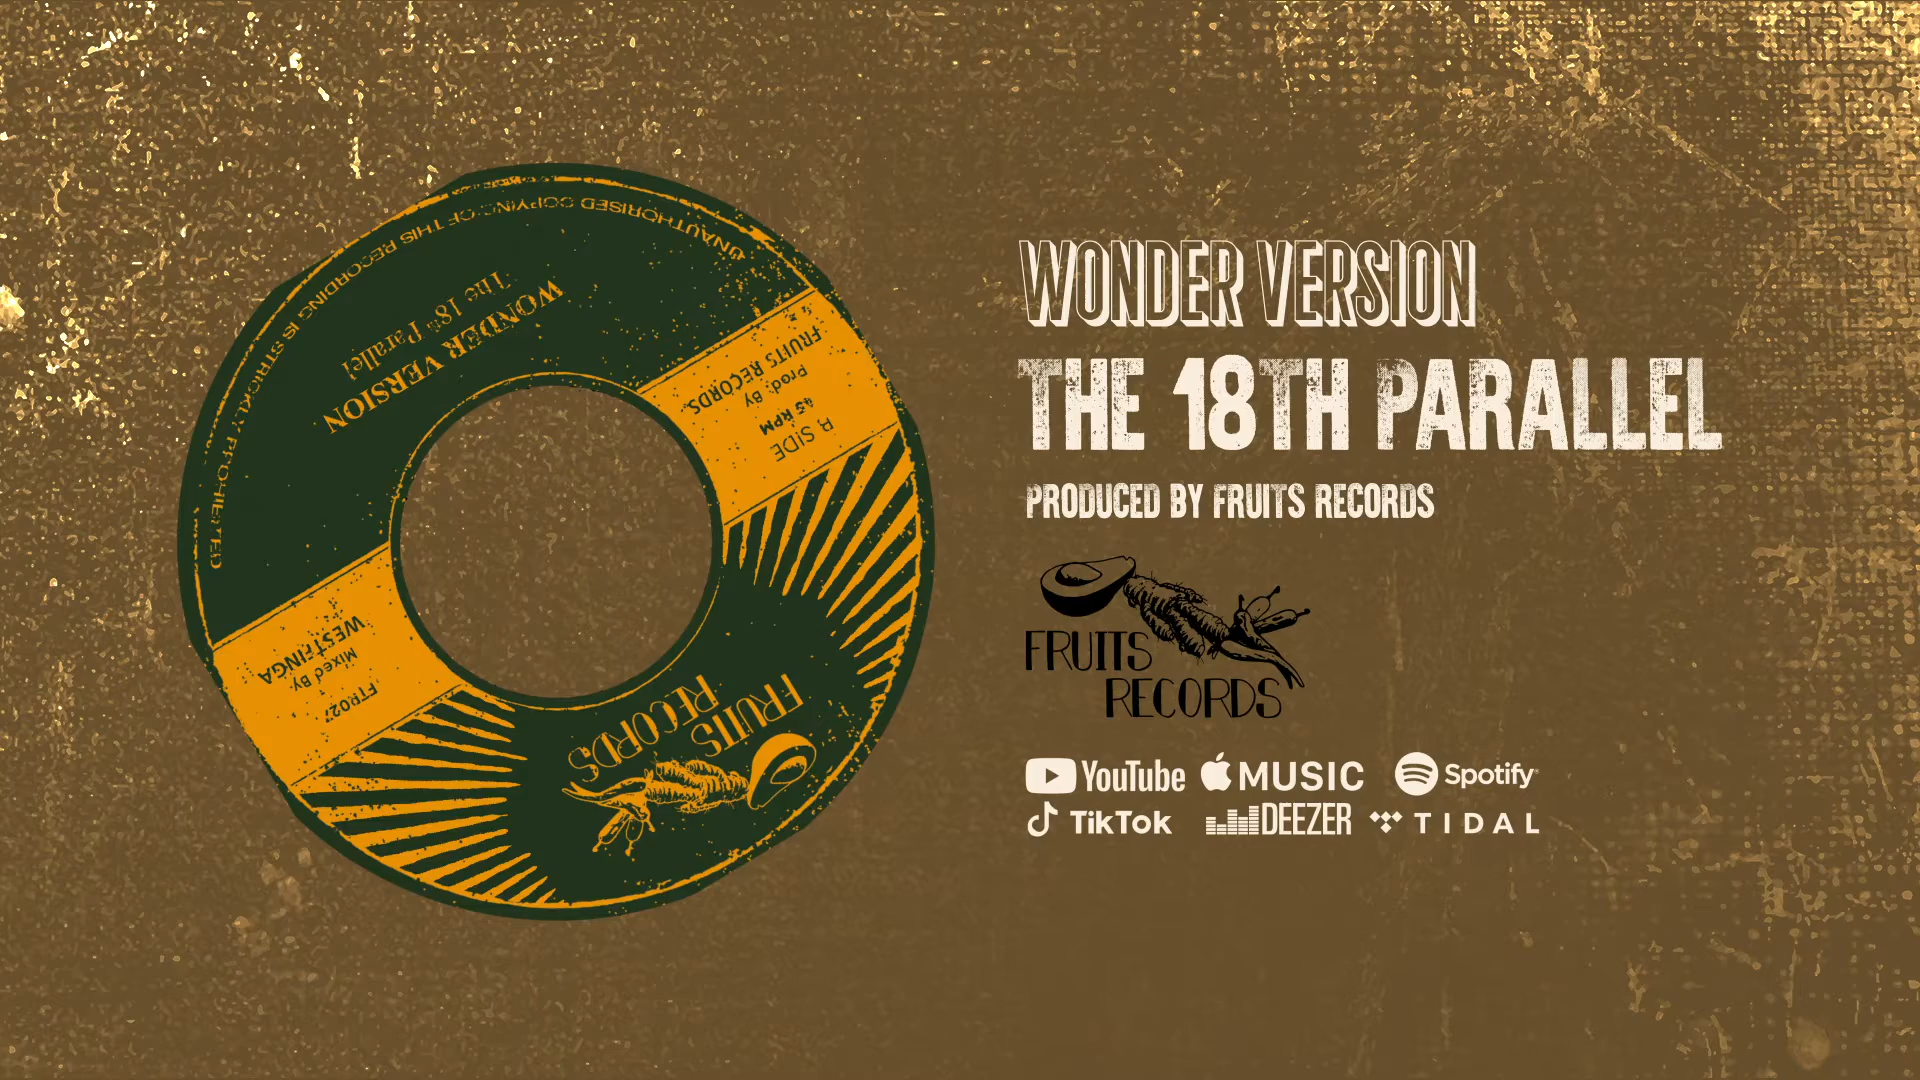 WONDER VERSION
THE 18TH PARALLEL
PRODUCED BY FRUITS RECORDS
FRUITS
RECORDS
YouTube MUSIC Spotify
TikTok DEEZER TIDAL
FRUITS
RECORDS
FTR027
Mixed By
WESTFINGA
B SIDE
45 RPM
Prod. By
FRUITS RECORDS
WONDER VERSION
The 18th Parallel
UNAUTHORISED COPYING OF THIS RECORDING IS STRICKLY PROHIBITED